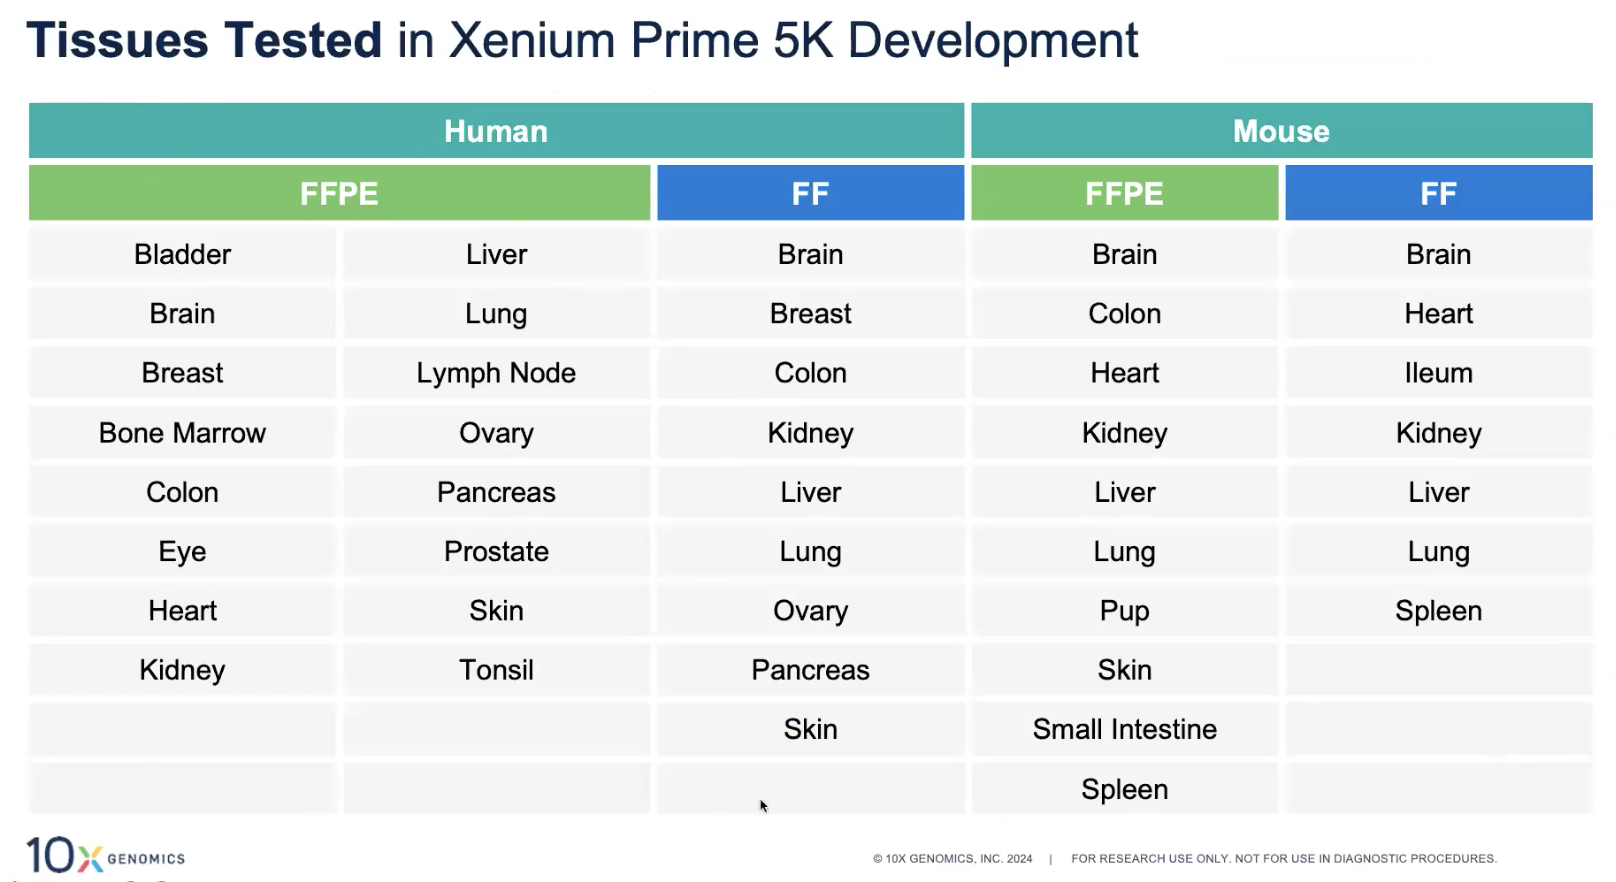 Tissues Tested in Xenium Prime 5K Development
Human Mouse
FFPE FF FFPE FF
Bladder Liver Brain Brain Brain
Brain Lung Breast Colon Heart
Breast Lymph Node Colon Heart Ileum
Bone Marrow Ovary Kidney Kidney Kidney
Colon Pancreas Liver Liver Liver
Eye Prostate Lung Lung Lung
Heart Skin Ovary Pup Spleen
Kidney Tonsil Pancreas Skin
Skin Small Intestine
Spleen
10x GENOMICS
© 10X GENOMICS, INC. 2024 | FOR RESEARCH USE ONLY. NOT FOR USE IN DIAGNOSTIC PROCEDURES.